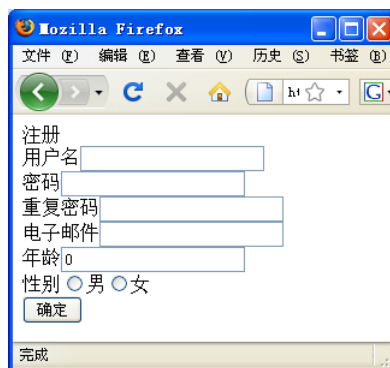 Mozilla Firefox
文件 (F) 编辑 (E) 查看 (V) 历史 (S) 书签 (B)
注册
用户名
密码
重复密码
电子邮件
年龄 0
性别 男 女
确定
完成